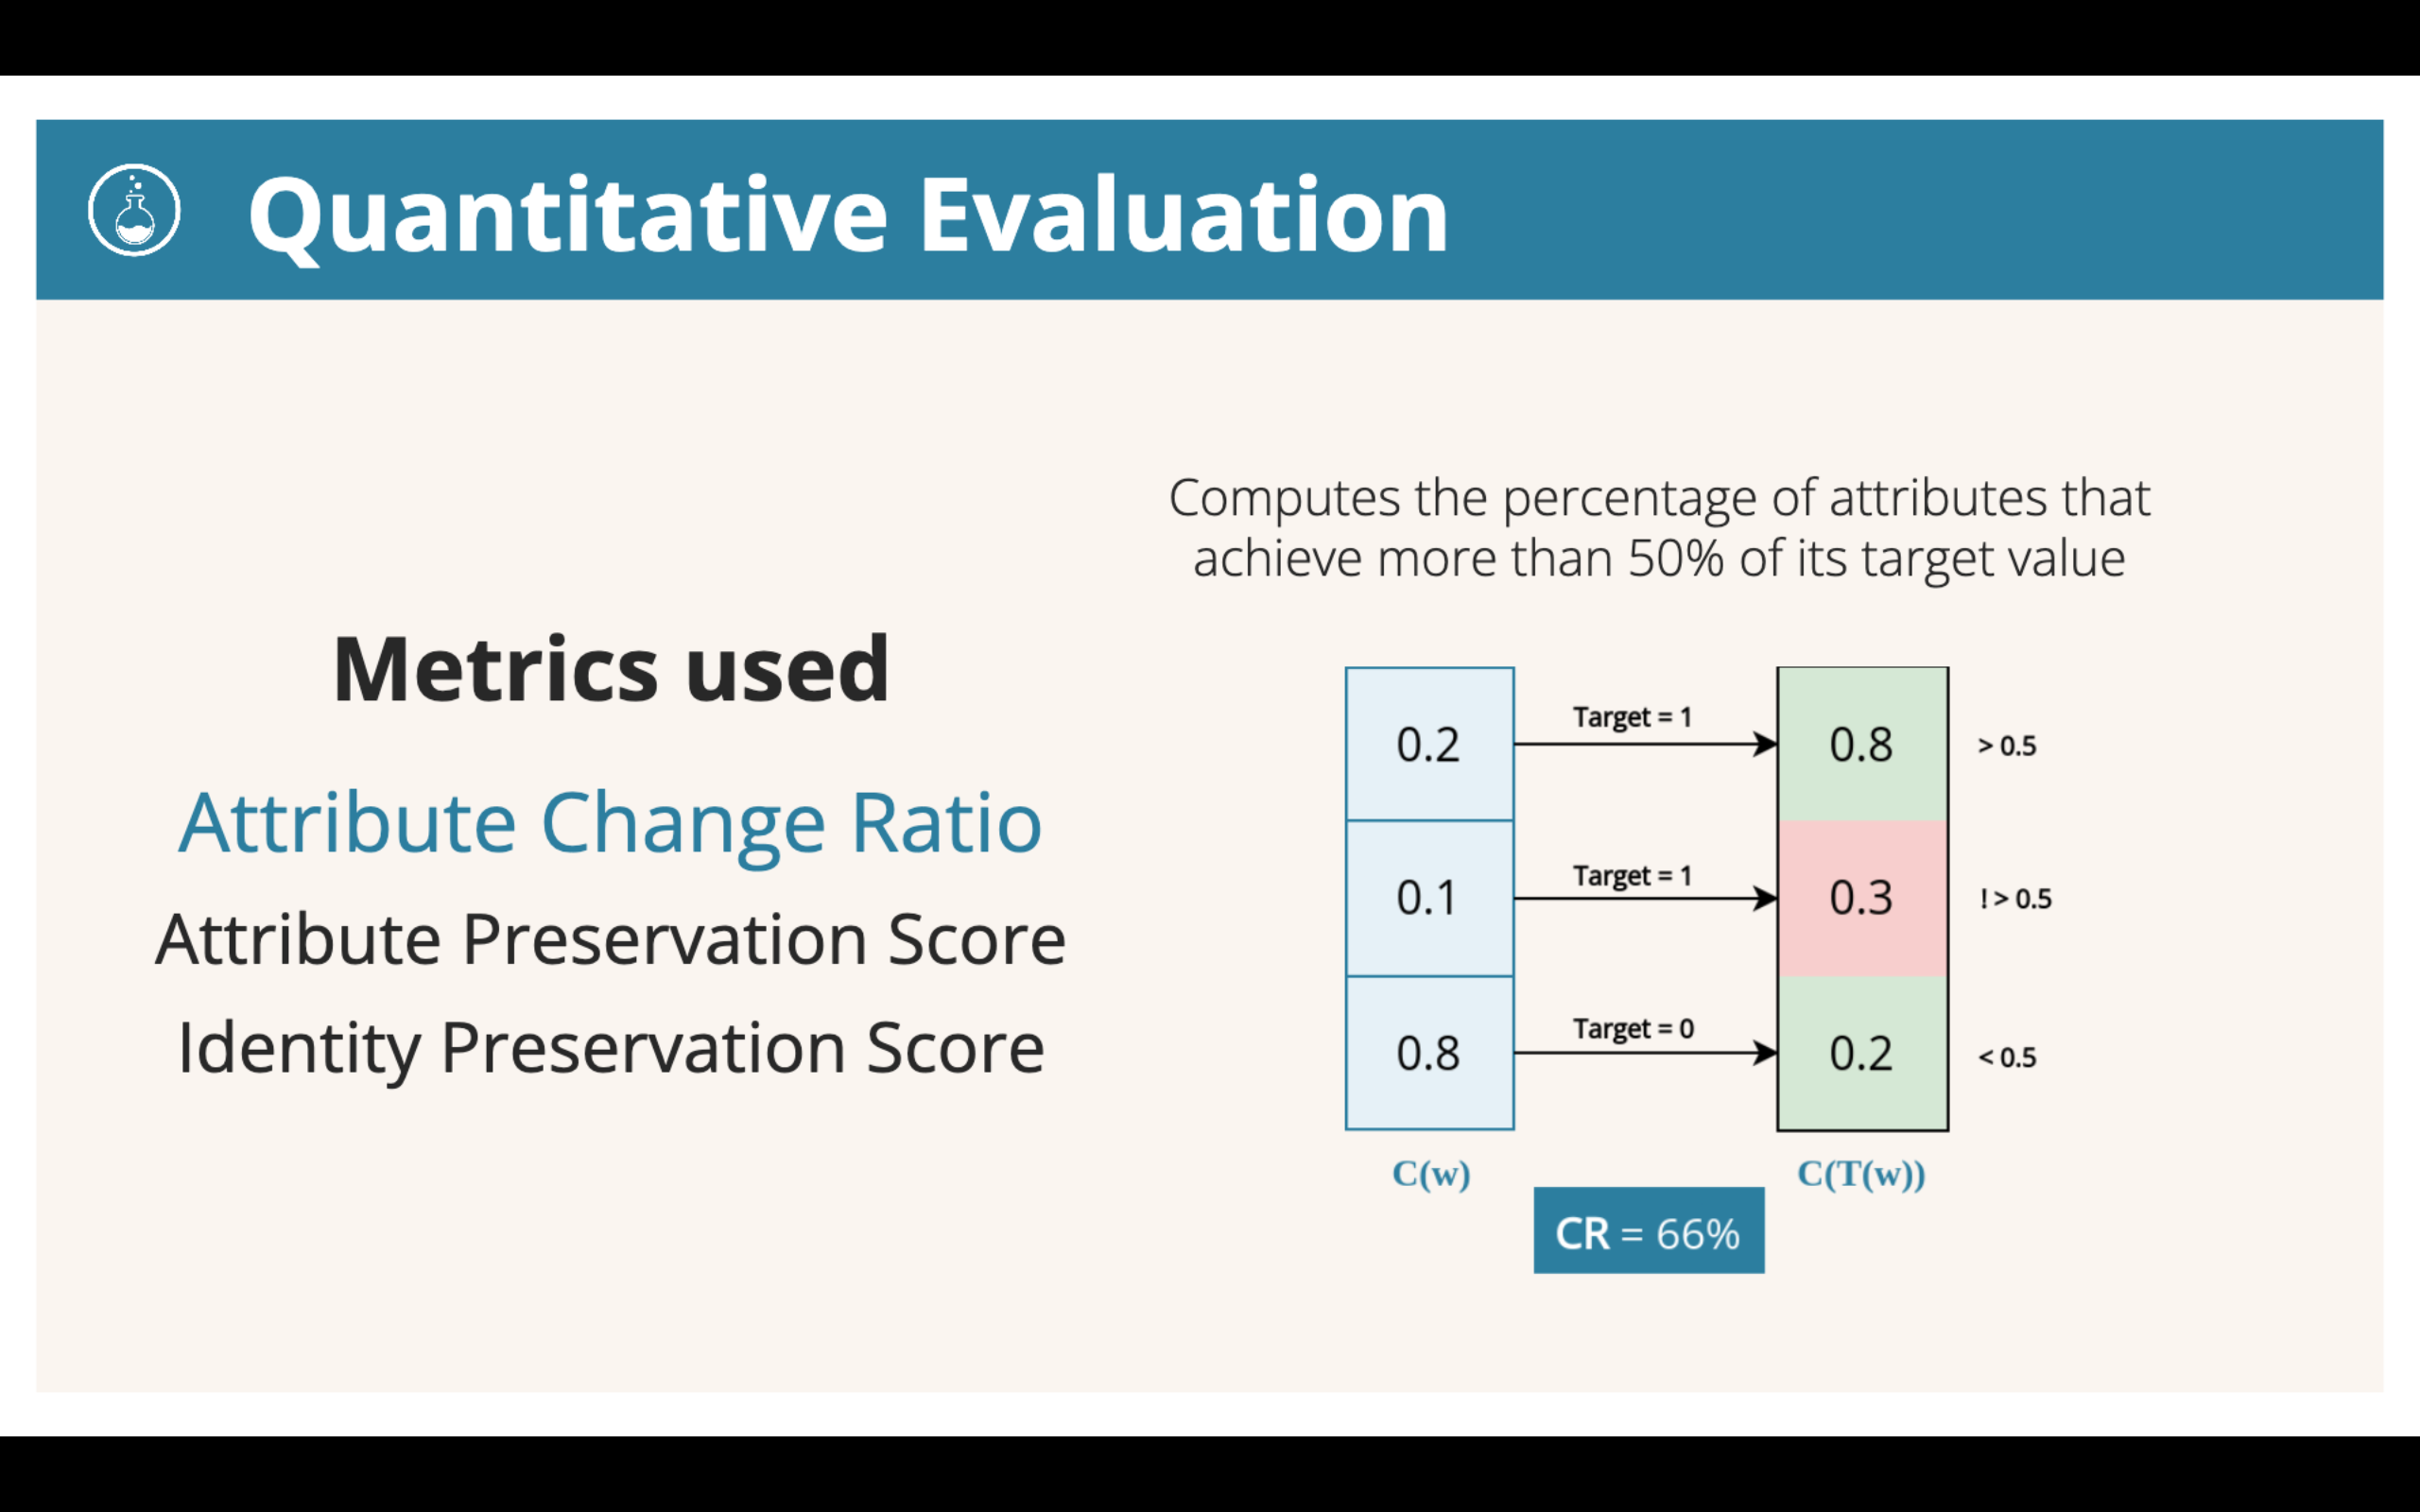 Quantitative Evaluation
Metrics used
Attribute Change Ratio
Attribute Preservation Score
Identity Preservation Score
Computes the percentage of attributes that
achieve more than 50% of its target value
0.2
Target = 1
0.8
> 0.5
0.1
Target = 1
0.3
! > 0.5
0.8
Target = 0
0.2
< 0.5
C(w)
C(T(w))
CR = 66%